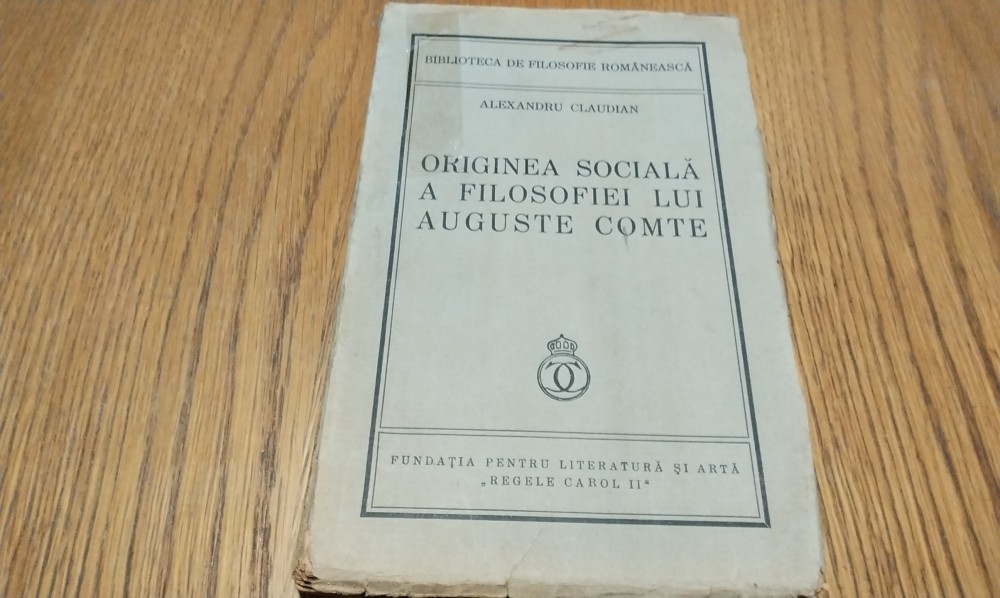 BIBLIOTECA DE FILOSOFIE ROMÂNEASCĂ
ALEXANDRU CLAUDIAN
ORIGINEA SOCIALĂ
A FILOSOFIEI LUI
AUGUSTE COMTE
FUNDAȚIA PENTRU LITERATURĂ ȘI ARTĂ
„REGELE CAROL II“